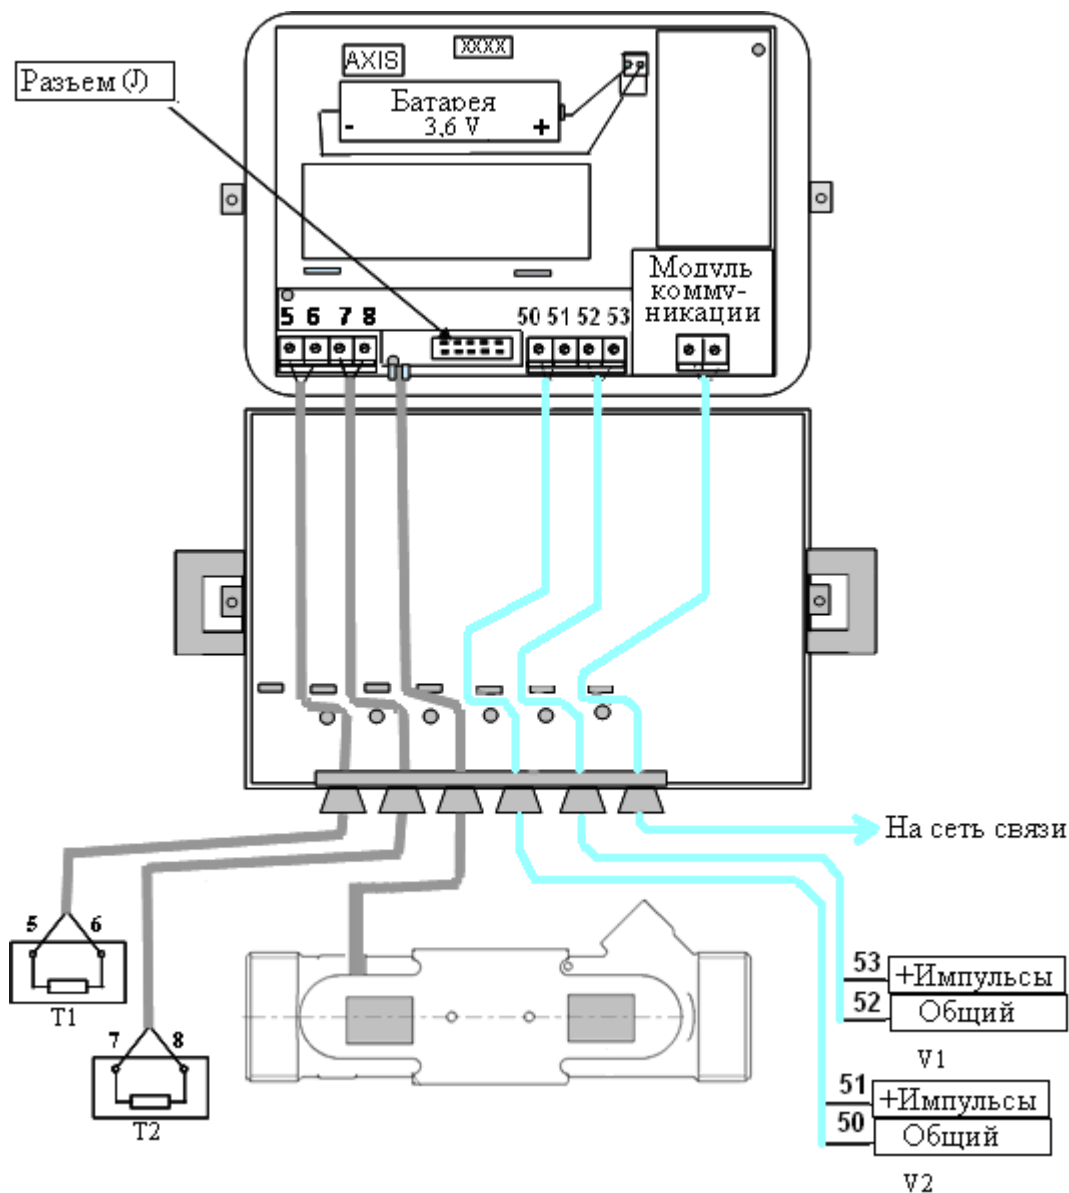 XXXX
AXIS
Разъем (J)
Батарея
- 3,6 V +
Модуль
комму-
никации
5 6 7 8
50 51 52 53
На сеть связи
5 6
T1
7 8
T2
53 +Импульсы
52 Общий
V1
51 +Импульсы
50 Общий
V2